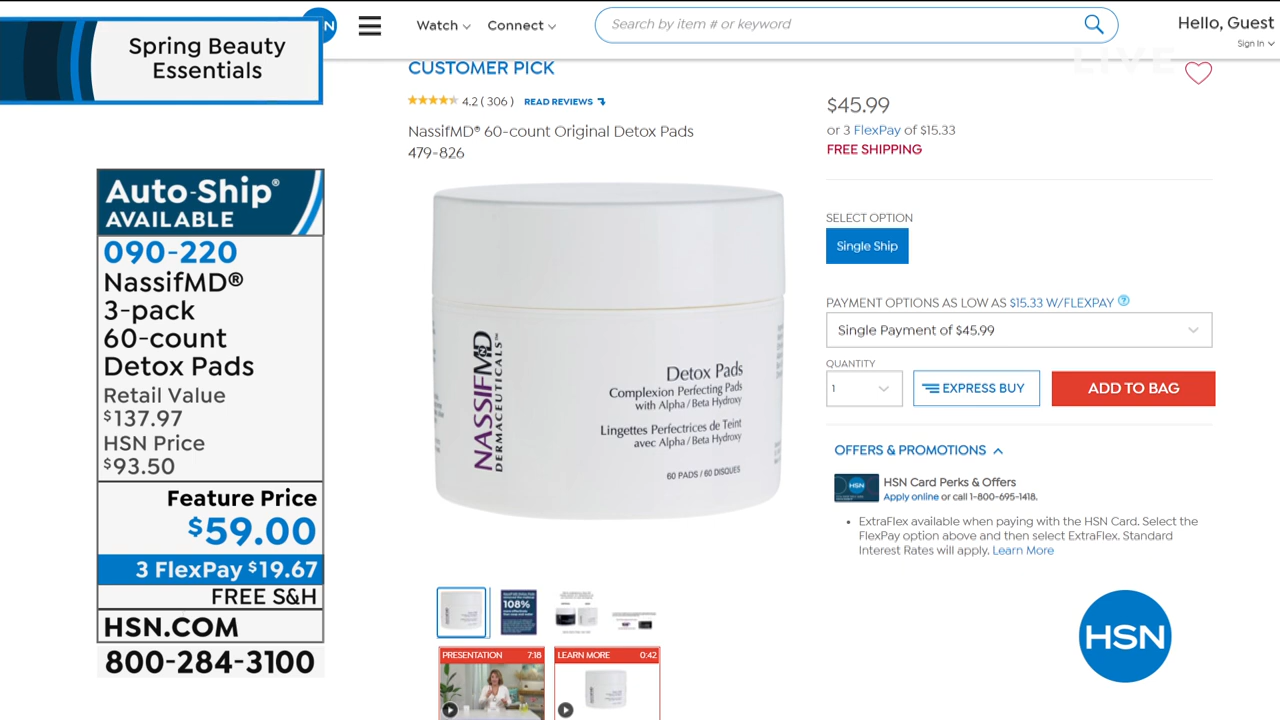 Spring Beauty
Essentials
N
Watch
Connect
Search by item # or keyword
Hello, Guest
Sign In
LIVE
CUSTOMER PICK
4.2 ( 306 ) READ REVIEWS
NassifMD® 60-count Original Detox Pads
479-826
$45.99
or 3 FlexPay of $15.33
FREE SHIPPING
SELECT OPTION
Single Ship
PAYMENT OPTIONS AS LOW AS $15.33 W/FLEXPAY ?
Single Payment of $45.99
QUANTITY
1
EXPRESS BUY
ADD TO BAG
OFFERS & PROMOTIONS
HSN
HSN Card Perks & Offers
Apply online or call 1-800-695-1418.
• ExtraFlex available when paying with the HSN Card. Select the
FlexPay option above and then select ExtraFlex. Standard
Interest Rates will apply. Learn More
Auto-Ship®
AVAILABLE
090-220
NassifMD®
3-pack
60-count
Detox Pads
Retail Value
$137.97
HSN Price
$93.50
Feature Price
$59.00
3 FlexPay $19.67
FREE S&H
HSN.COM
800-284-3100
NASSIFMD
DERMACEUTICALS™
Detox Pads
Complexion Perfecting Pads
with Alpha / Beta Hydroxy
Lingettes Perfectrices de Teint
avec Alpha / Beta Hydroxy
60 PADS / 60 DISQUES
108%
PRESENTATION 7:18
LEARN MORE 0:42
HSN